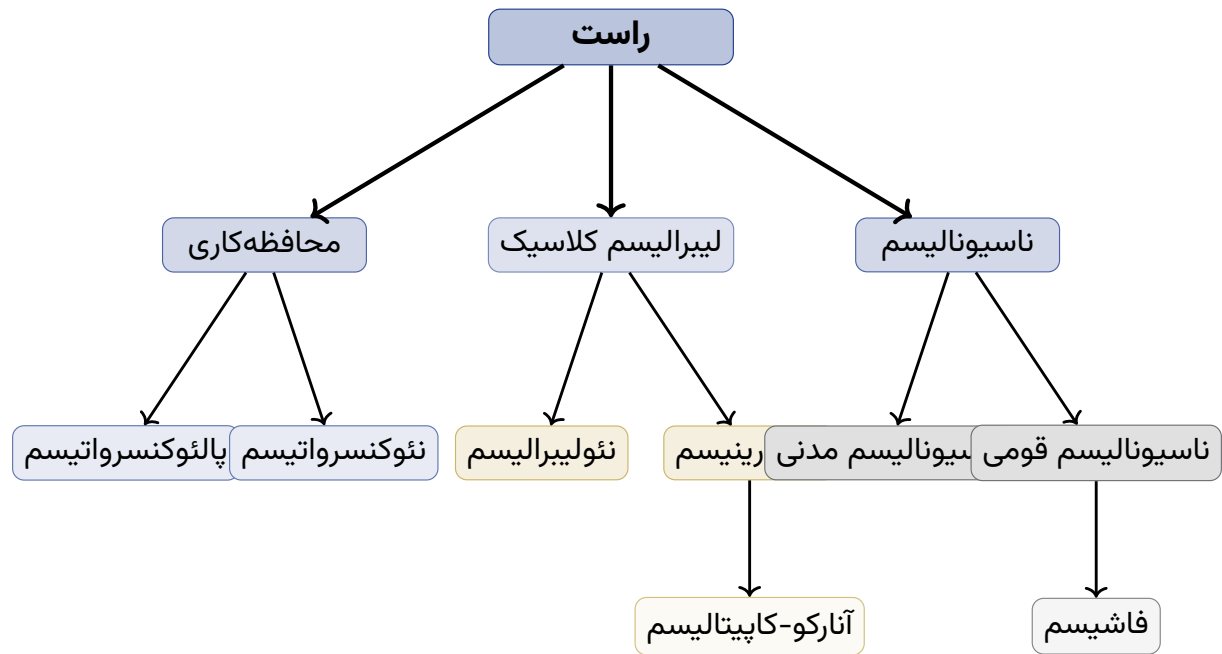 راست
ناسیونالیسم
لیبرالیسم کلاسیک
محافظه‌کاری
ناسیونالیسم قومی
مدنی
نئولیبرالیسم
نئوکنسرواتیسم
پالئوکنسرواتیسم
فاشیسم
آنارکو-کاپیتالیسم